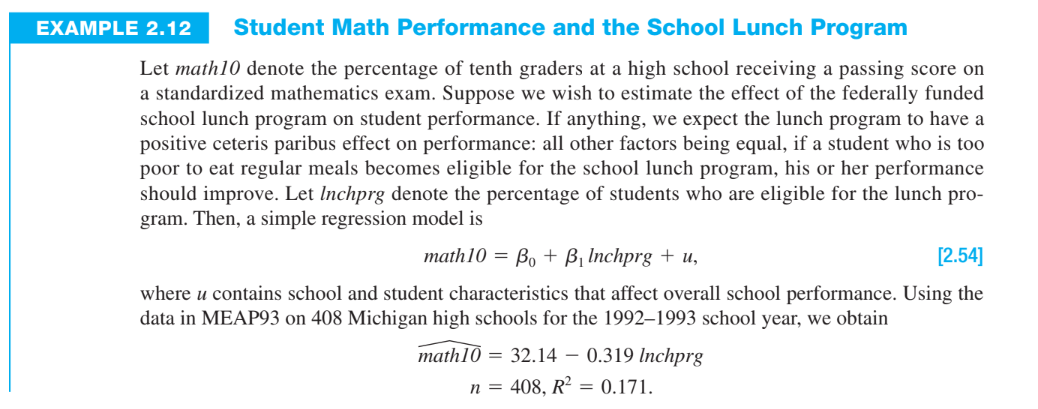 EXAMPLE 2.12 Student Math Performance and the School Lunch Program
Let math10 denote the percentage of tenth graders at a high school receiving a passing score on
a standardized mathematics exam. Suppose we wish to estimate the effect of the federally funded
school lunch program on student performance. If anything, we expect the lunch program to have a
positive ceteris paribus effect on performance: all other factors being equal, if a student who is too
poor to eat regular meals becomes eligible for the school lunch program, his or her performance
should improve. Let lnchprg denote the percentage of students who are eligible for the lunch pro-
gram. Then, a simple regression model is
math10 = β₀ + β₁ lnchprg + u, [2.54]
where u contains school and student characteristics that affect overall school performance. Using the
data in MEAP93 on 408 Michigan high schools for the 1992–1993 school year, we obtain
math10̂ = 32.14 − 0.319 lnchprg
n = 408, R² = 0.171.